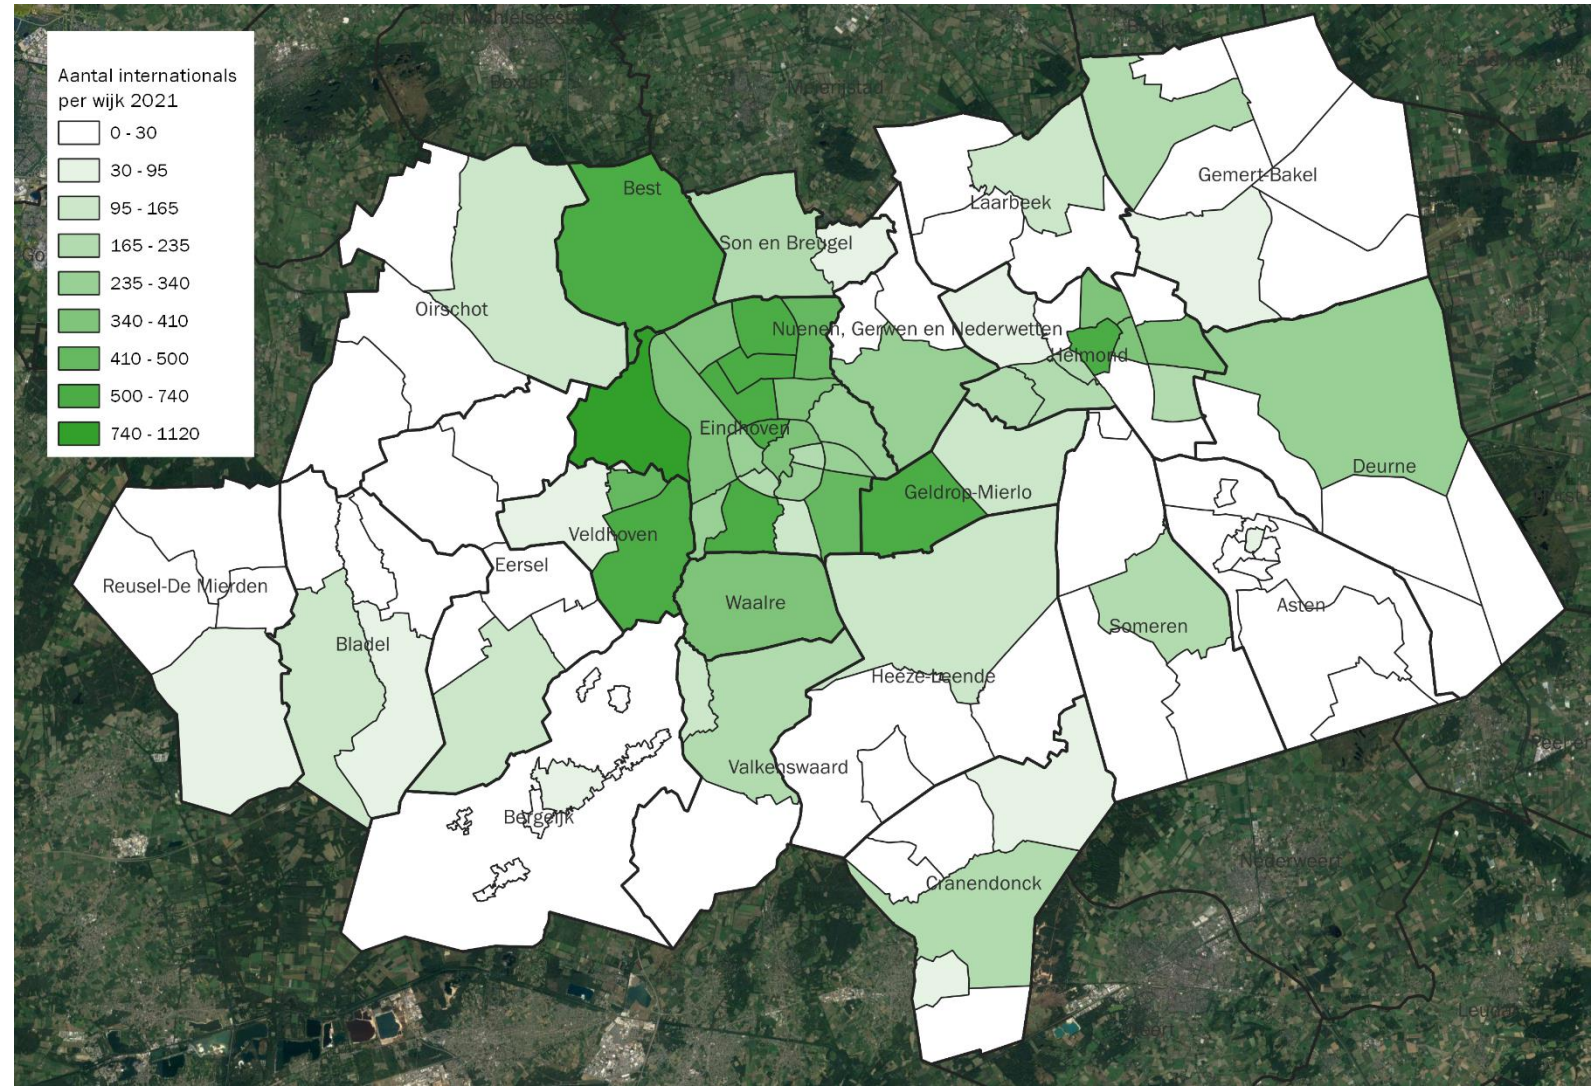 Aantal internationals
per wijk 2021
0 - 30
30 - 95
95 - 165
165 - 235
235 - 340
340 - 410
410 - 500
500 - 740
740 - 1120
Best
Son en Breugel
Laarbeek
Gemert-Bakel
Oirschot
Nuenen, Gerwen en Nederwetten
Helmond
Eindhoven
Deurne
Geldrop-Mierlo
Veldhoven
Eersel
Reusel-De Mierden
Waalre
Asten
Someren
Bladel
Heeze-Leende
Valkenswaard
Bergeijk
Cranendonck
Nederweert
Meierijstad
Boxtel